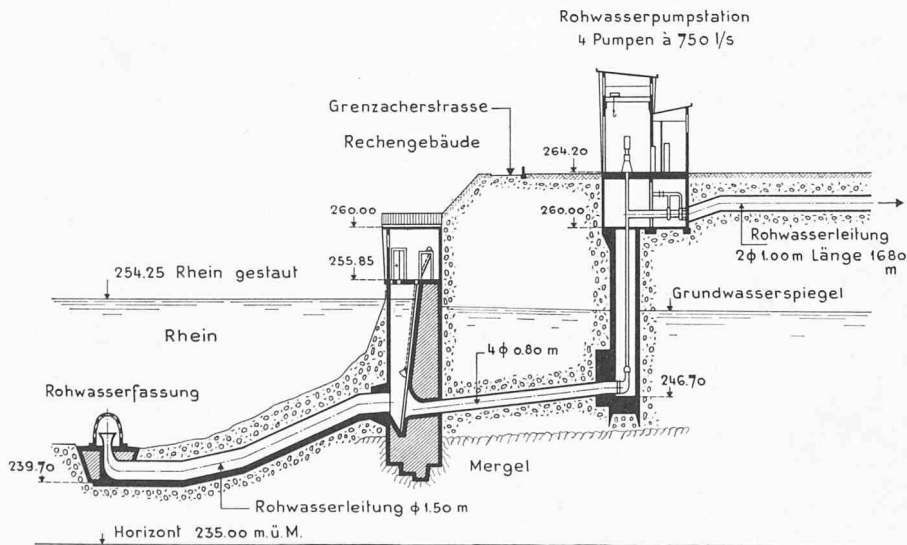 Rohwasserpumpstation
4 Pumpen à 750 l/s
Grenzacherstrasse
Rechengebäude
264.20
260.00
260.00
Rohwasserleitung
2ϕ 1.00 m Länge 1680
m
255.85
254.25 Rhein gestaut
Grundwasserspiegel
Rhein
4 ϕ 0.80 m
Rohwasserfassung
246.70
239.70
Mergel
Rohwasserleitung ϕ 1.50 m
Horizont 235.00 m.ü.M.